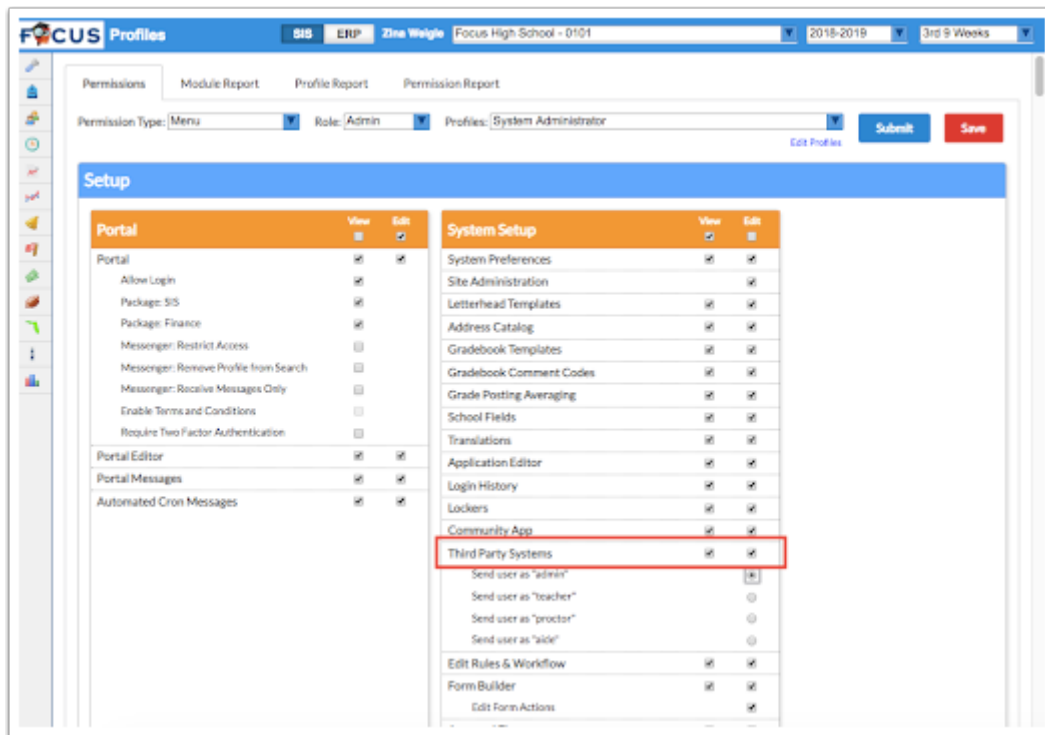 FOCUS Profiles SIS ERP Zina Weigle Focus High School - 0101 2018-2019 3rd 9 Weeks
Permissions Module Report Profile Report Permission Report
Permission Type: Menu Role: Admin Profiles: System Administrator Submit Save
Edit Profiles
Setup
Portal View Edit
Portal
Allow Login
Package: SIS
Package: Finance
Messenger: Restrict Access
Messenger: Remove Profile from Search
Messenger: Receive Messages Only
Enable Terms and Conditions
Require Two Factor Authentication
Portal Editor
Portal Messages
Automated Cron Messages
System Setup View Edit
System Preferences
Site Administration
Letterhead Templates
Address Catalog
Gradebook Templates
Gradebook Comment Codes
Grade Posting Averaging
School Fields
Translations
Application Editor
Login History
Lockers
Community App
Third Party Systems
Send user as "admin"
Send user as "teacher"
Send user as "proctor"
Send user as "aide"
Edit Rules & Workflow
Form Builder
Edit Form Actions